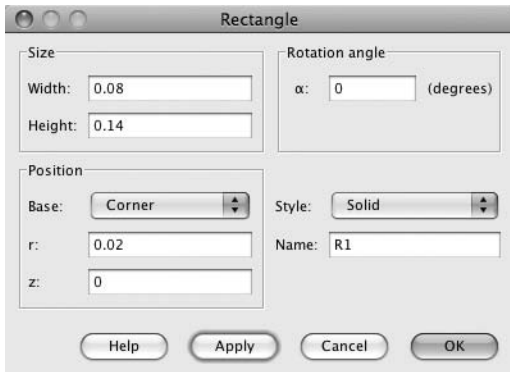 Rectangle
Size
Width: 0.08
Height: 0.14
Rotation angle
α: 0 (degrees)
Position
Base: Corner
r: 0.02
z: 0
Style: Solid
Name: R1
Help Apply Cancel OK